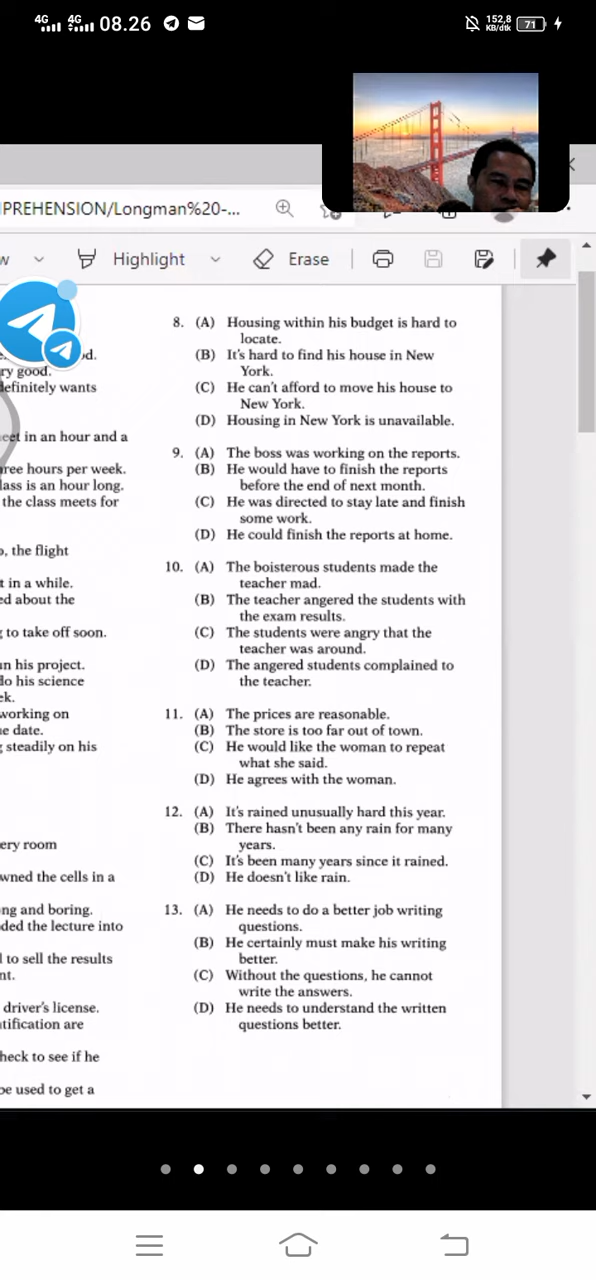 4G 4G 08.26 152,8 KB/dtk 71
PREHENSION/Longman%20-...
w Highlight Erase
d.
ry good.
definitely wants
eet in an hour and a
ree hours per week.
lass is an hour long.
the class meets for
, the flight
t in a while.
ed about the
to take off soon.
un his project.
do his science
ek.
working on
e date.
steadily on his
ery room
wned the cells in a
ng and boring.
ded the lecture into
l to sell the results
nt.
driver's license.
tification are
heck to see if he
be used to get a
8. (A) Housing within his budget is hard to
locate.
(B) It's hard to find his house in New
York.
(C) He can't afford to move his house to
New York.
(D) Housing in New York is unavailable.
9. (A) The boss was working on the reports.
(B) He would have to finish the reports
before the end of next month.
(C) He was directed to stay late and finish
some work.
(D) He could finish the reports at home.
10. (A) The boisterous students made the
teacher mad.
(B) The teacher angered the students with
the exam results.
(C) The students were angry that the
teacher was around.
(D) The angered students complained to
the teacher.
11. (A) The prices are reasonable.
(B) The store is too far out of town.
(C) He would like the woman to repeat
what she said.
(D) He agrees with the woman.
12. (A) It's rained unusually hard this year.
(B) There hasn't been any rain for many
years.
(C) It's been many years since it rained.
(D) He doesn't like rain.
13. (A) He needs to do a better job writing
questions.
(B) He certainly must make his writing
better.
(C) Without the questions, he cannot
write the answers.
(D) He needs to understand the written
questions better.